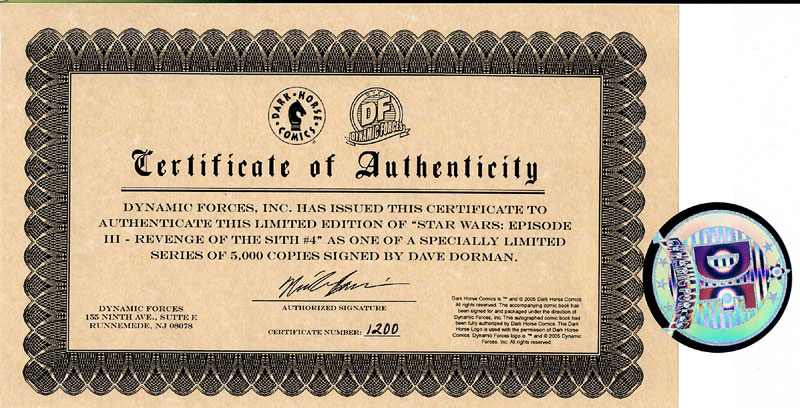 DARK HORSE COMICS
DF
DYNAMIC FORCES
Certificate of Authenticity
DYNAMIC FORCES, INC. HAS ISSUED THIS CERTIFICATE TO
AUTHENTICATE THIS LIMITED EDITION OF "STAR WARS: EPISODE
III - REVENGE OF THE SITH #4" AS ONE OF A SPECIALLY LIMITED
SERIES OF 5,000 COPIES SIGNED BY DAVE DORMAN.
AUTHORIZED SIGNATURE
DYNAMIC FORCES
155 NINTH AVE., SUITE E
RUNNEMEDE, NJ 08078
CERTIFICATE NUMBER: 1200
Dark Horse Comics is ™ and © 2005 Dark Horse Comics.
All rights reserved. The accompanying comic book has
been signed for and packaged under the direction of
Dynamic Forces, Inc. This autographed comic book had
been fully authorized by Dark Horse Comics. The Dark
Horse Logo is used with the permission of Dark Horse
Comics. Dynamic Forces logo is ™ and © 2005 Dynamic
Forces, Inc. All rights reserved.
DF
DYNAMIC FORCES